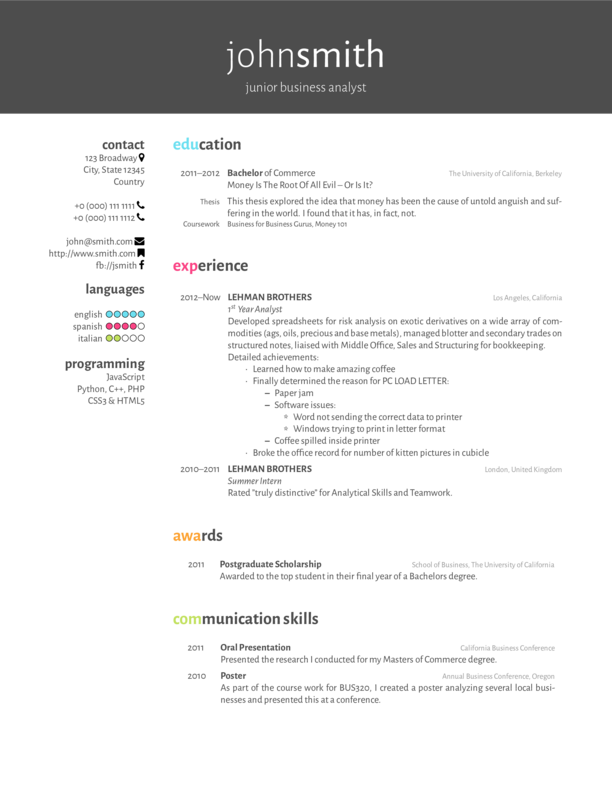 johnsmith
junior business analyst
contact
123 Broadway
City, State 12345
Country
+0 (000) 111 1111
+0 (000) 111 1112
john@smith.com
http://www.smith.com
fb://jsmith
languages
english
spanish
italian
programming
JavaScript
Python, C++, PHP
CSS3 & HTML5
education
2011–2012 Bachelor of Commerce The University of California, Berkeley
Money Is The Root Of All Evil – Or Is It?
Thesis This thesis explored the idea that money has been the cause of untold anguish and suf-
fering in the world. I found that it has, in fact, not.
Coursework Business for Business Gurus, Money 101
experience
2012–Now LEHMAN BROTHERS Los Angeles, California
1st Year Analyst
Developed spreadsheets for risk analysis on exotic derivatives on a wide array of com-
modities (ags, oils, precious and base metals), managed blotter and secondary trades on
structured notes, liaised with Middle Office, Sales and Structuring for bookkeeping.
Detailed achievements:
· Learned how to make amazing coffee
· Finally determined the reason for PC LOAD LETTER:
– Paper jam
– Software issues:
* Word not sending the correct data to printer
* Windows trying to print in letter format
– Coffee spilled inside printer
· Broke the office record for number of kitten pictures in cubicle
2010–2011 LEHMAN BROTHERS London, United Kingdom
Summer Intern
Rated "truly distinctive" for Analytical Skills and Teamwork.
awards
2011 Postgraduate Scholarship School of Business, The University of California
Awarded to the top student in their final year of a Bachelors degree.
communication skills
2011 Oral Presentation California Business Conference
Presented the research I conducted for my Masters of Commerce degree.
2010 Poster Annual Business Conference, Oregon
As part of the course work for BUS320, I created a poster analyzing several local busi-
nesses and presented this at a conference.